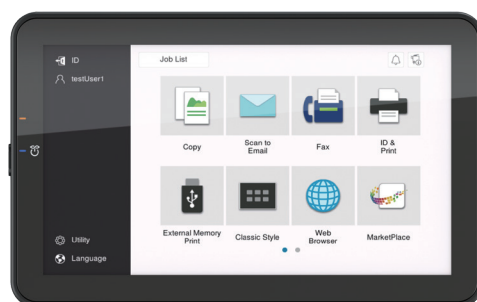 ID
Job List
testUser1
Copy
Scan to
Email
Fax
ID &
Print
External Memory
Print
Classic Style
Web
Browser
MarketPlace
Utility
Language